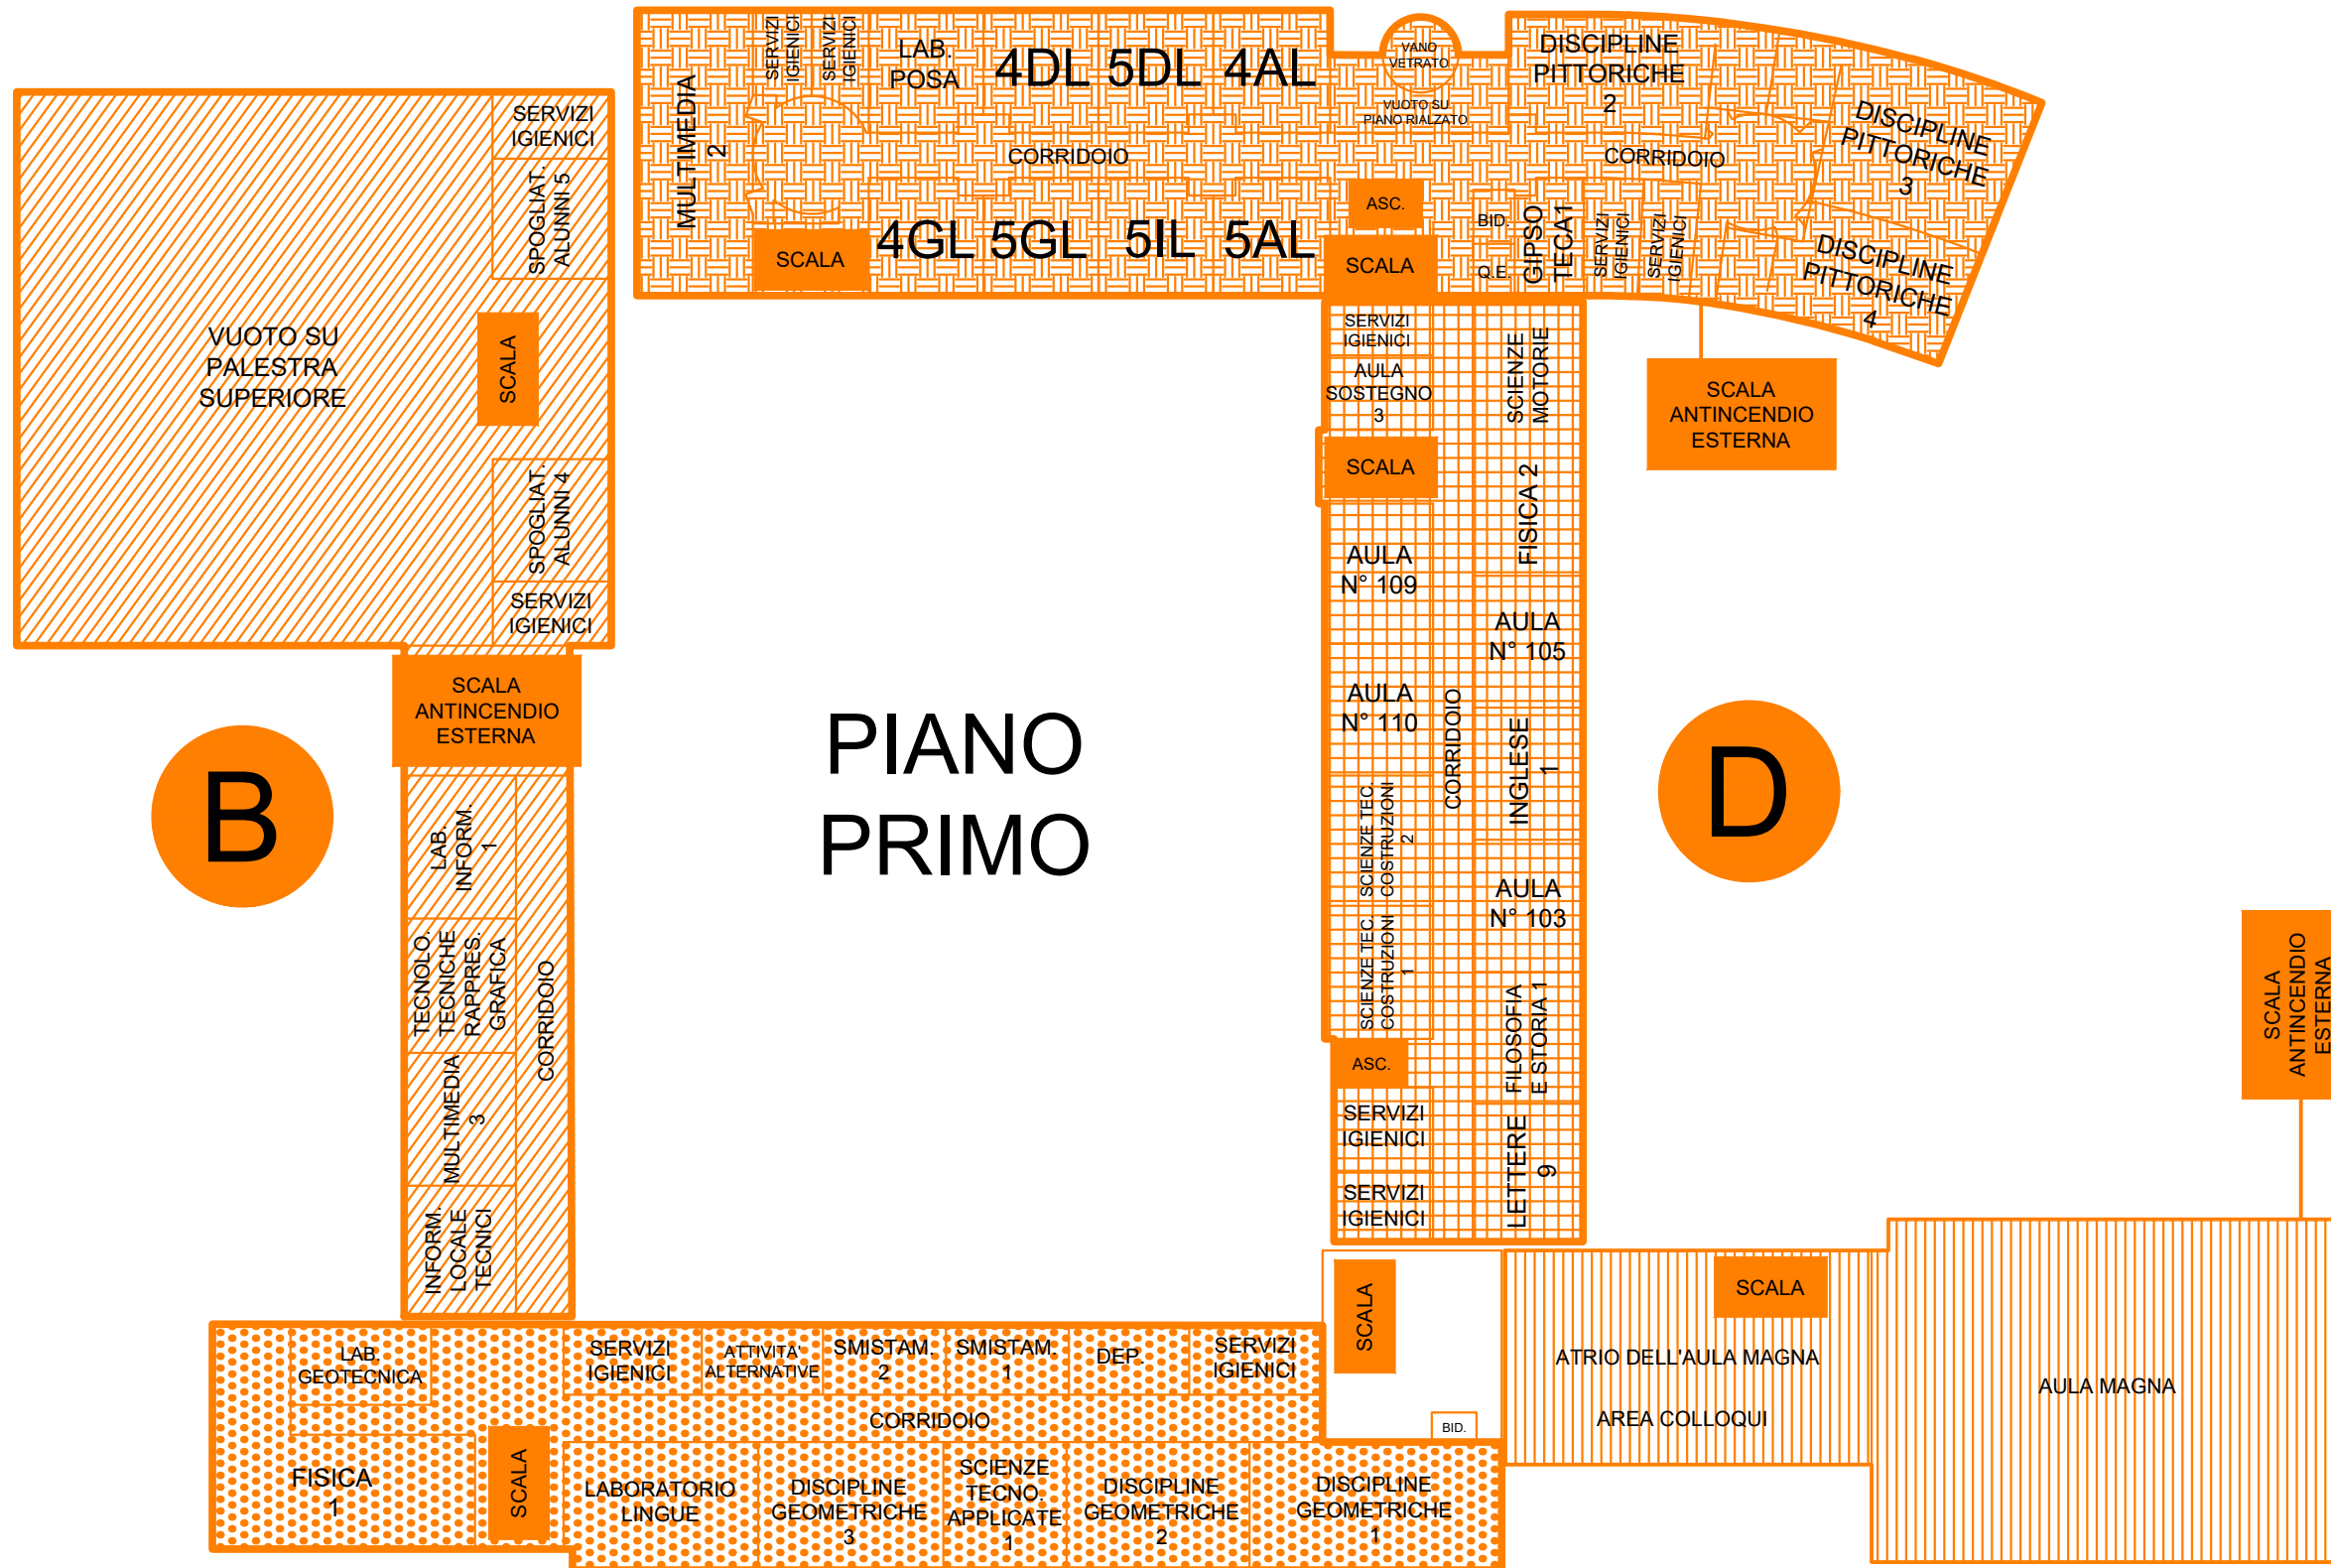 SERVIZI
IGIENICI
SERVIZI
IGIENICI
LAB.
POSA
4DL
5DL
4AL
VANO
VETRATO
VUOTO SU
PIANO RIALZATO
DISCIPLINE
PITTORICHE
2
DISCIPLINE
PITTORICHE
3
MULTIMEDIA
2
CORRIDOIO
CORRIDOIO
SERVIZI
IGIENICI
SPOGLIAT.
ALUNNI 5
ASC.
BID.
Q.E.
GIPSO
TECA1
SERVIZI
IGIENICI
SERVIZI
IGIENICI
DISCIPLINE
PITTORICHE
4
SCALA
4GL
5GL
5IL
5AL
SCALA
VUOTO SU
PALESTRA
SUPERIORE
SCALA
SERVIZI
IGIENICI
AULA
SOSTEGNO
3
SCIENZE
MOTORIE
SCALA
ANTINCENDIO
ESTERNA
SCALA
SPOGLIAT.
ALUNNI 4
FISICA 2
SERVIZI
IGIENICI
AULA
N° 109
AULA
N° 105
SCALA
ANTINCENDIO
ESTERNA
AULA
N° 110
CORRIDOIO
INGLESE
1
PIANO
PRIMO
B
D
LAB.
INFORM.
1
SCIENZE TEC.
COSTRUZIONI
2
AULA
N° 103
TECNOLO.
TECNICHE
RAPPRES.
GRAFICA
CORRIDOIO
SCIENZE TEC.
COSTRUZIONI
1
FILOSOFIA
E STORIA 1
SCALA
ANTINCENDIO
ESTERNA
MULTIMEDIA
3
ASC.
SERVIZI
IGIENICI
LETTERE
9
INFORM.
LOCALE
TECNICI
SERVIZI
IGIENICI
SCALA
SCALA
LAB.
GEOTECNICA
SERVIZI
IGIENICI
ATTIVITA'
ALTERNATIVE
SMISTAM.
2
SMISTAM.
1
DEP.
SERVIZI
IGIENICI
ATRIO DELL'AULA MAGNA
AREA COLLOQUI
AULA MAGNA
CORRIDOIO
BID.
FISICA
1
SCALA
LABORATORIO
LINGUE
DISCIPLINE
GEOMETRICHE
3
SCIENZE
TECNO.
APPLICATE
1
DISCIPLINE
GEOMETRICHE
2
DISCIPLINE
GEOMETRICHE
1